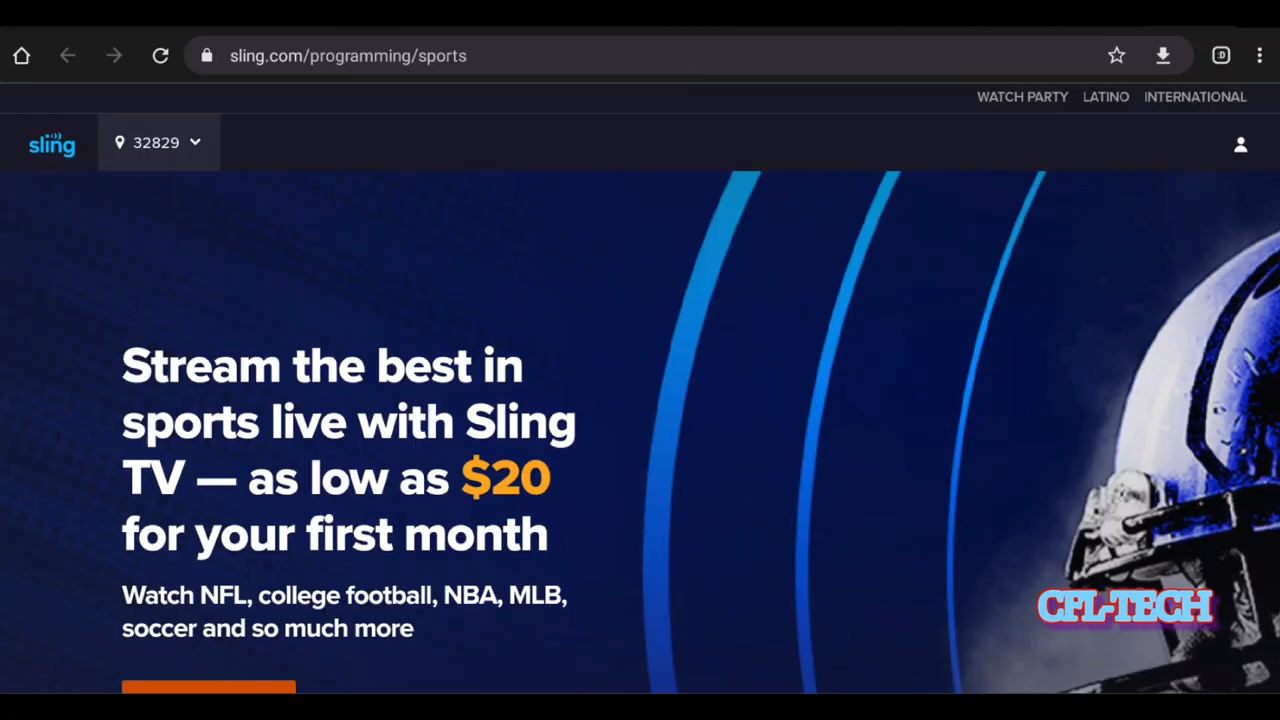 sling.com/programming/sports
:D
WATCH PARTY LATINO INTERNATIONAL
sling
32829
Stream the best in
sports live with Sling
TV — as low as $20
for your first month
Watch NFL, college football, NBA, MLB,
soccer and so much more
CFL-TECH